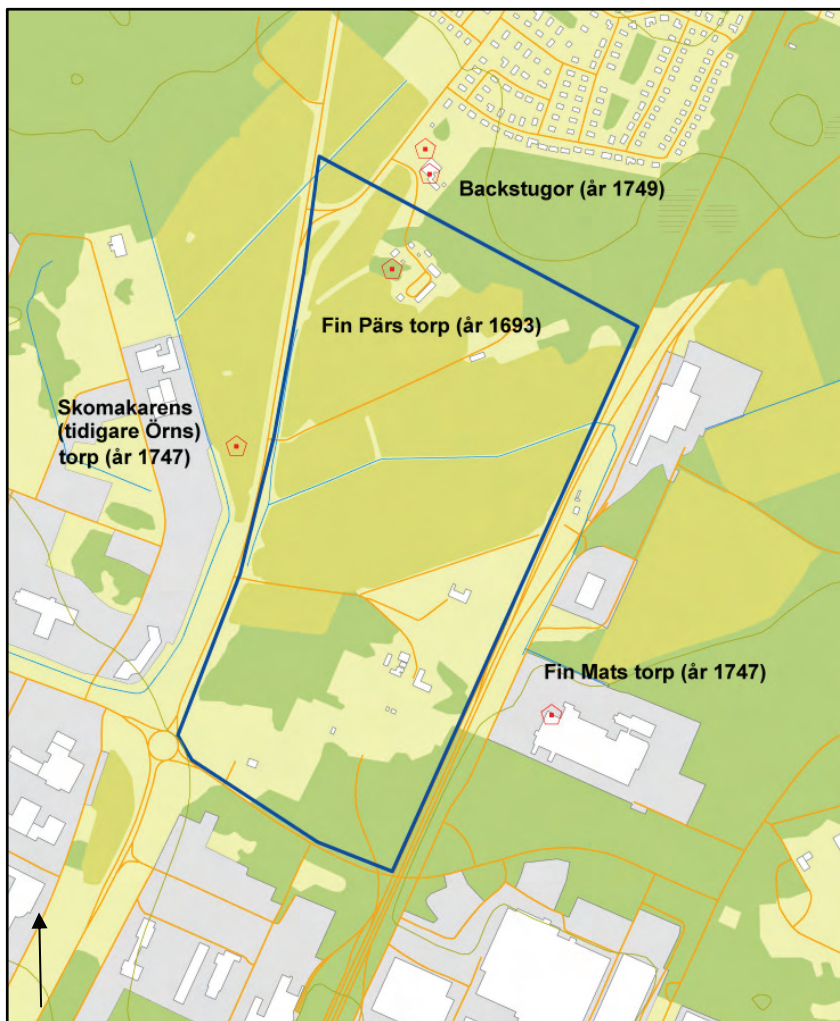 Backstugor (år 1749)
Fin Pärs torp (år 1693)
Skomakarens
(tidigare Örns)
torp (år 1747)
Fin Mats torp (år 1747)